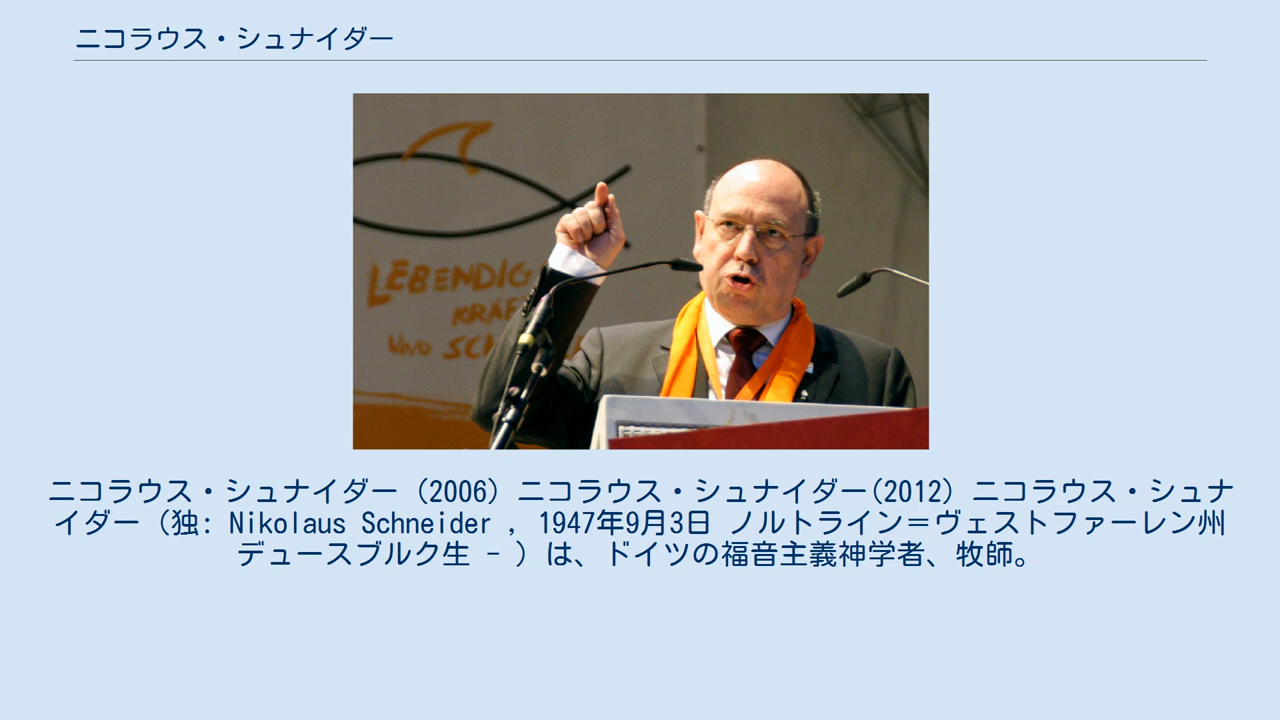 ニコラウス・シュナイダー
LEBENDIG
KRAF
UND SCH
ニコラウス・シュナイダー (2006) ニコラウス・シュナイダー(2012) ニコラウス・シュナ
イダー (独: Nikolaus Schneider , 1947年9月3日 ノルトライン＝ヴェストファーレン州
デュースブルク生 - ) は、ドイツの福音主義神学者、牧師。